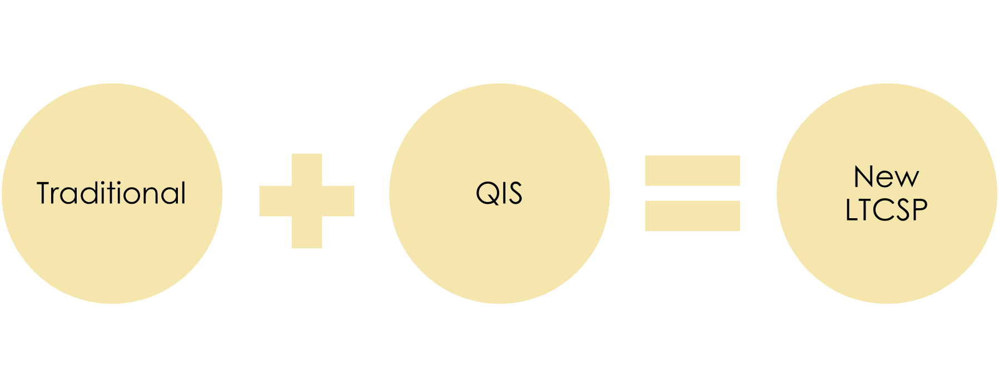 Traditional
QIS
New
LTCSP